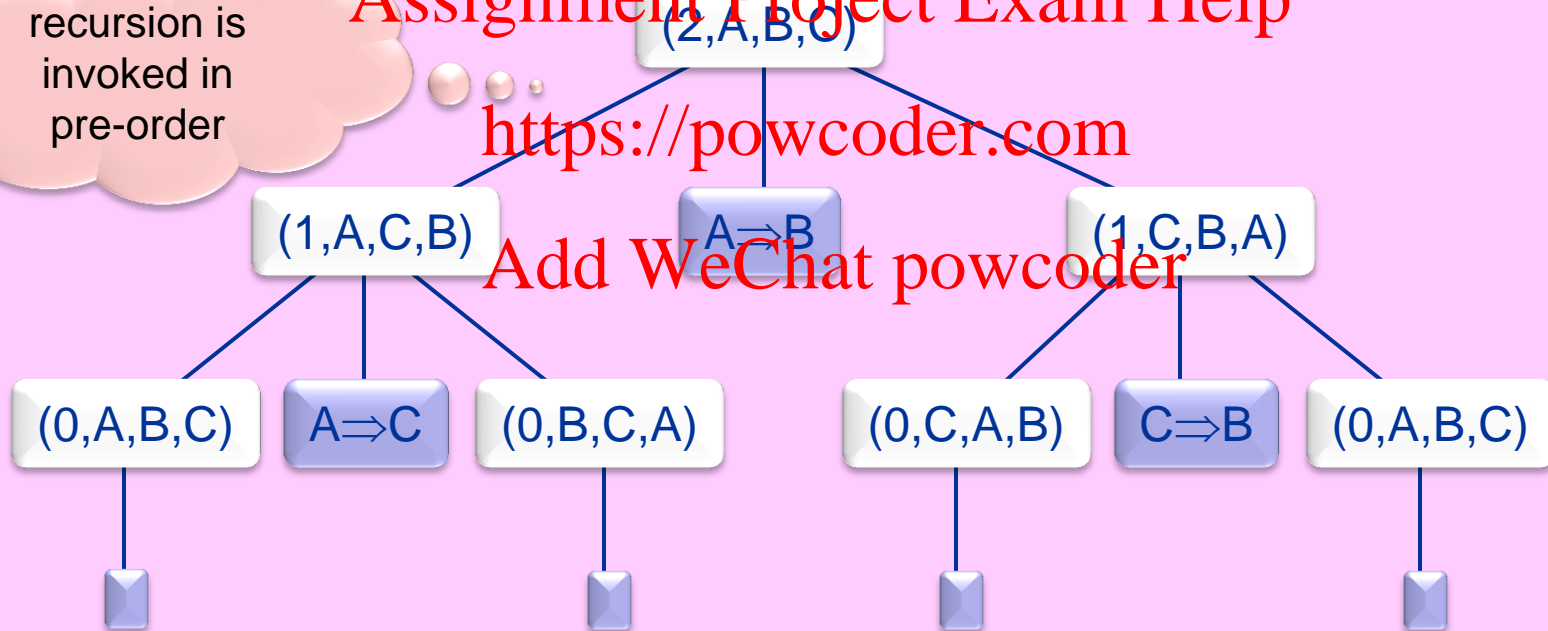 Assignment Project Exam Help
recursion is
invoked in
pre-order
(2,A,B,C)
https://powcoder.com
(1,A,C,B) A⇒B (1,C,B,A)
Add WeChat powcoder
(0,A,B,C) A⇒C (0,B,C,A) (0,C,A,B) C⇒B (0,A,B,C)